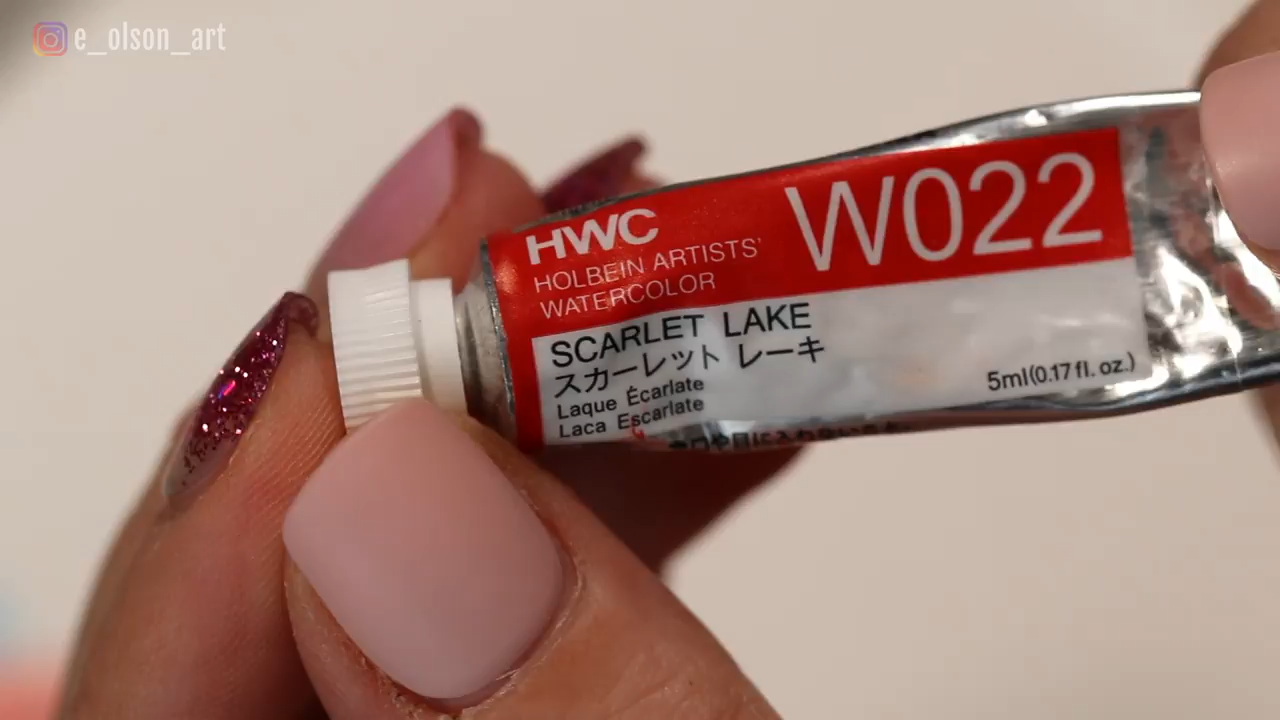 e_olson_art
HWC
HOLBEIN ARTISTS'
WATERCOLOR
W022
SCARLET LAKE
スカーレット レーキ
Laque Écarlate
Laca Escarlate
5ml(0.17 fl. oz.)